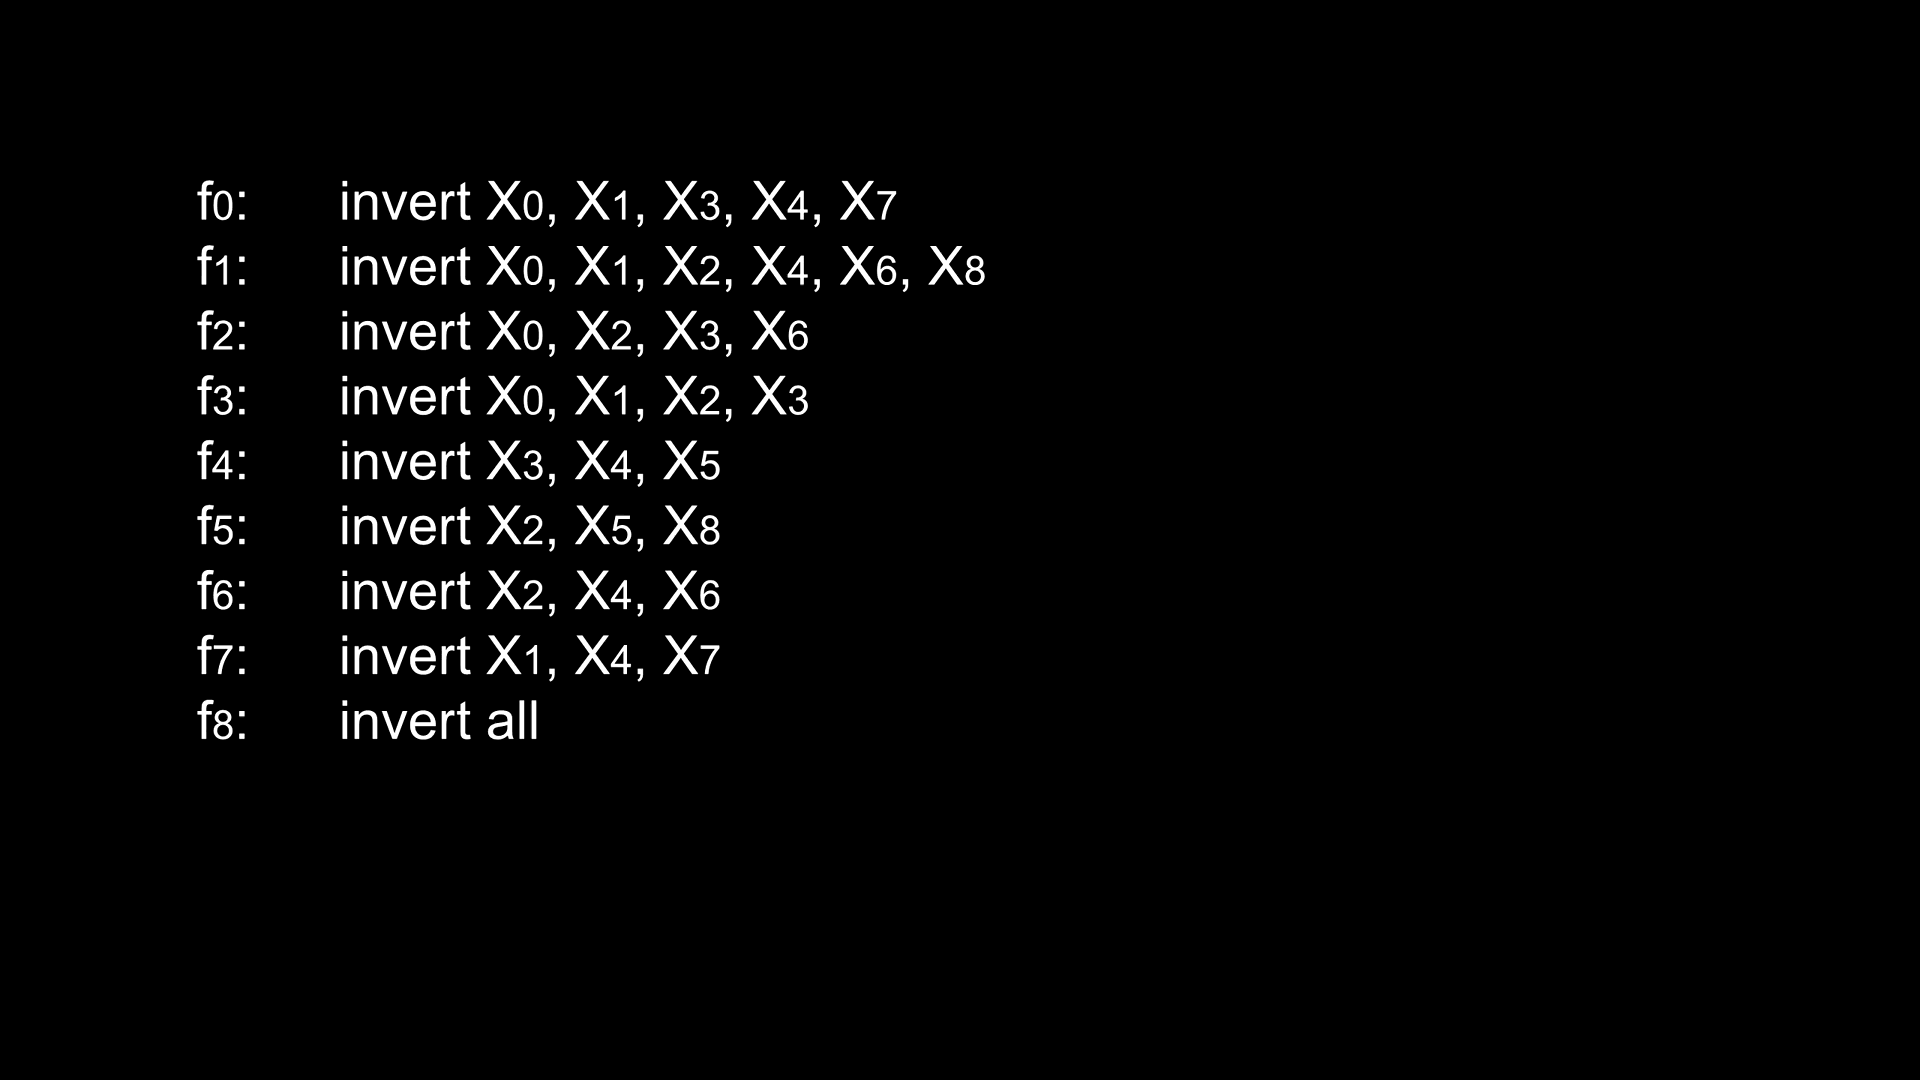 f0: invert X0, X1, X3, X4, X7
f1: invert X0, X1, X2, X4, X6, X8
f2: invert X0, X2, X3, X6
f3: invert X0, X1, X2, X3
f4: invert X3, X4, X5
f5: invert X2, X5, X8
f6: invert X2, X4, X6
f7: invert X1, X4, X7
f8: invert all